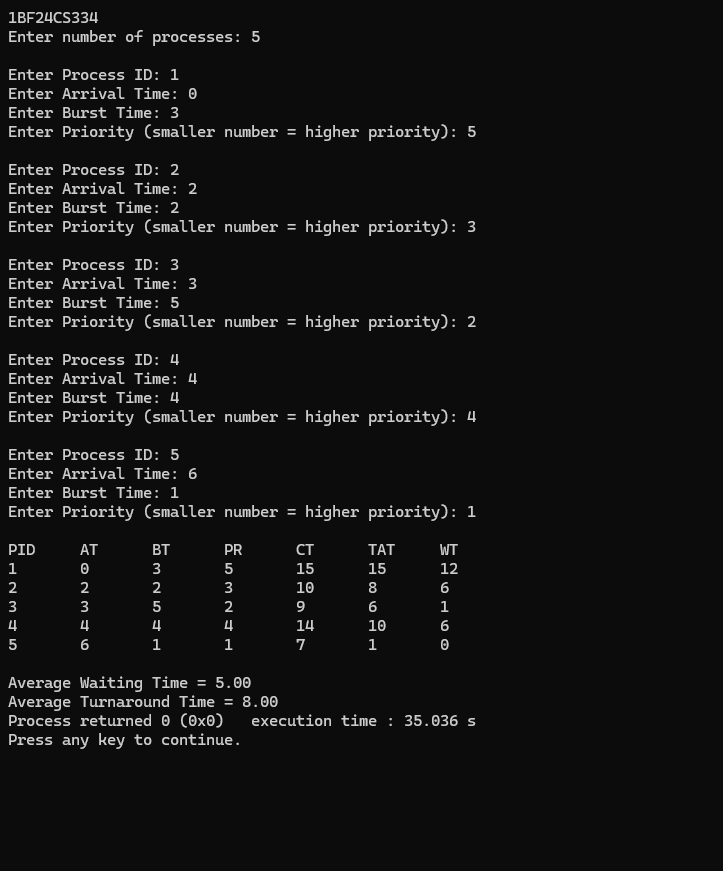 1BF24CS334
Enter number of processes: 5
Enter Process ID: 1
Enter Arrival Time: 0
Enter Burst Time: 3
Enter Priority (smaller number = higher priority): 5
Enter Process ID: 2
Enter Arrival Time: 2
Enter Burst Time: 2
Enter Priority (smaller number = higher priority): 3
Enter Process ID: 3
Enter Arrival Time: 3
Enter Burst Time: 5
Enter Priority (smaller number = higher priority): 2
Enter Process ID: 4
Enter Arrival Time: 4
Enter Burst Time: 4
Enter Priority (smaller number = higher priority): 4
Enter Process ID: 5
Enter Arrival Time: 6
Enter Burst Time: 1
Enter Priority (smaller number = higher priority): 1
PID AT BT PR CT TAT WT
1 0 3 5 15 15 12
2 2 2 3 10 8 6
3 3 5 2 9 6 1
4 4 4 4 14 10 6
5 6 1 1 7 1 0
Average Waiting Time = 5.00
Average Turnaround Time = 8.00
Process returned 0 (0x0)   execution time : 35.036 s
Press any key to continue.